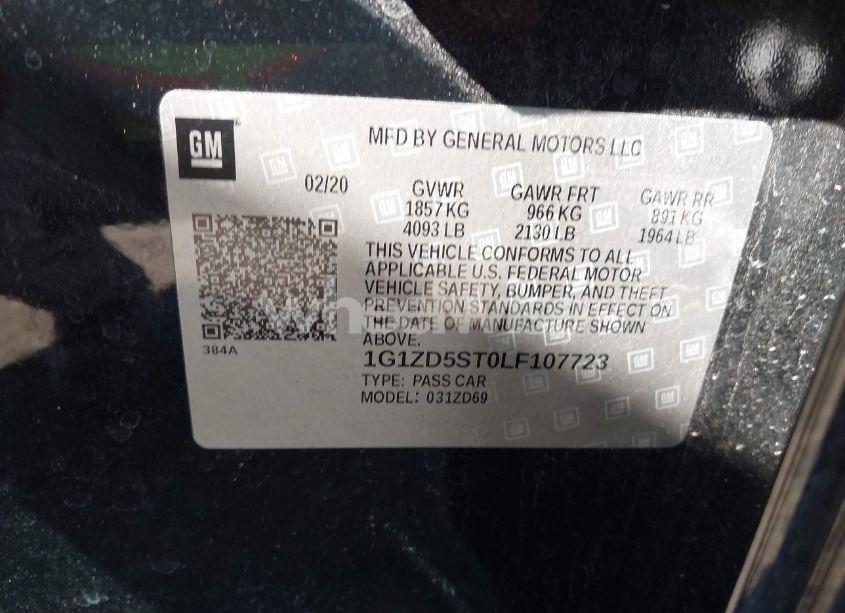 GM
MFD BY GENERAL MOTORS LLC
02/20
GVWR GAWR FRT GAWR RR
1857 KG 966 KG 891 KG
4093 LB 2130 LB 1964 LB
THIS VEHICLE CONFORMS TO ALL
APPLICABLE U.S. FEDERAL MOTOR
VEHICLE SAFETY, BUMPER, AND THEFT
PREVENTION STANDARDS IN EFFECT ON
THE DATE OF MANUFACTURE SHOWN
ABOVE.
384A
1G1ZD5ST0LF107723
TYPE: PASS CAR
MODEL: 031ZD69